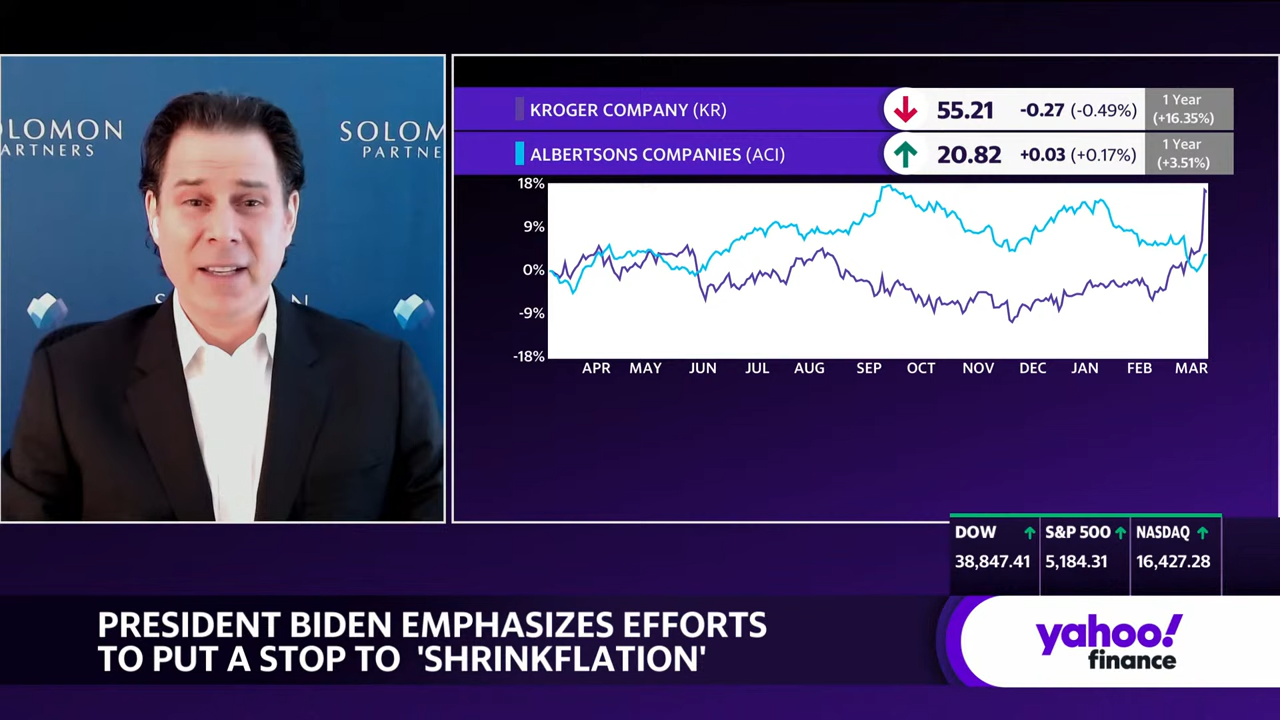 OLOMON
ARTNERS
SOLOM
PARTNE
KROGER COMPANY (KR)
55.21
-0.27 (-0.49%)
1 Year
(+16.35%)
ALBERTSONS COMPANIES (ACI)
20.82
+0.03 (+0.17%)
1 Year
(+3.51%)
18%
9%
0%
-9%
-18%
APR MAY JUN JUL AUG SEP OCT NOV DEC JAN FEB MAR
DOW
38,847.41
S&P 500
5,184.31
NASDAQ
16,427.28
PRESIDENT BIDEN EMPHASIZES EFFORTS
TO PUT A STOP TO 'SHRINKFLATION'
yahoo!
finance